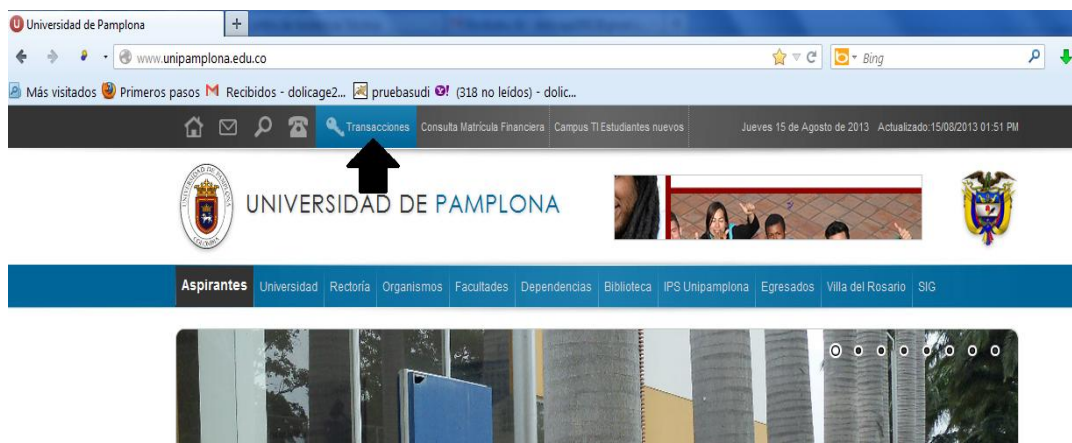 Universidad de Pamplona
www.unipamplona.edu.co Bing
Más visitados Primeros pasos Recibidos - dolicage2... pruebasudi (318 no leídos) - dolic...
Transacciones Consulta Matrícula Financiera Campus TI Estudiantes nuevos Jueves 15 de Agosto de 2013 Actualizado:15/08/2013 01:51 PM
UNIVERSIDAD DE PAMPLONA
Aspirantes Universidad Rectoría Organismos Facultades Dependencias Biblioteca IPS Unipamplona Egresados Villa del Rosario SIG